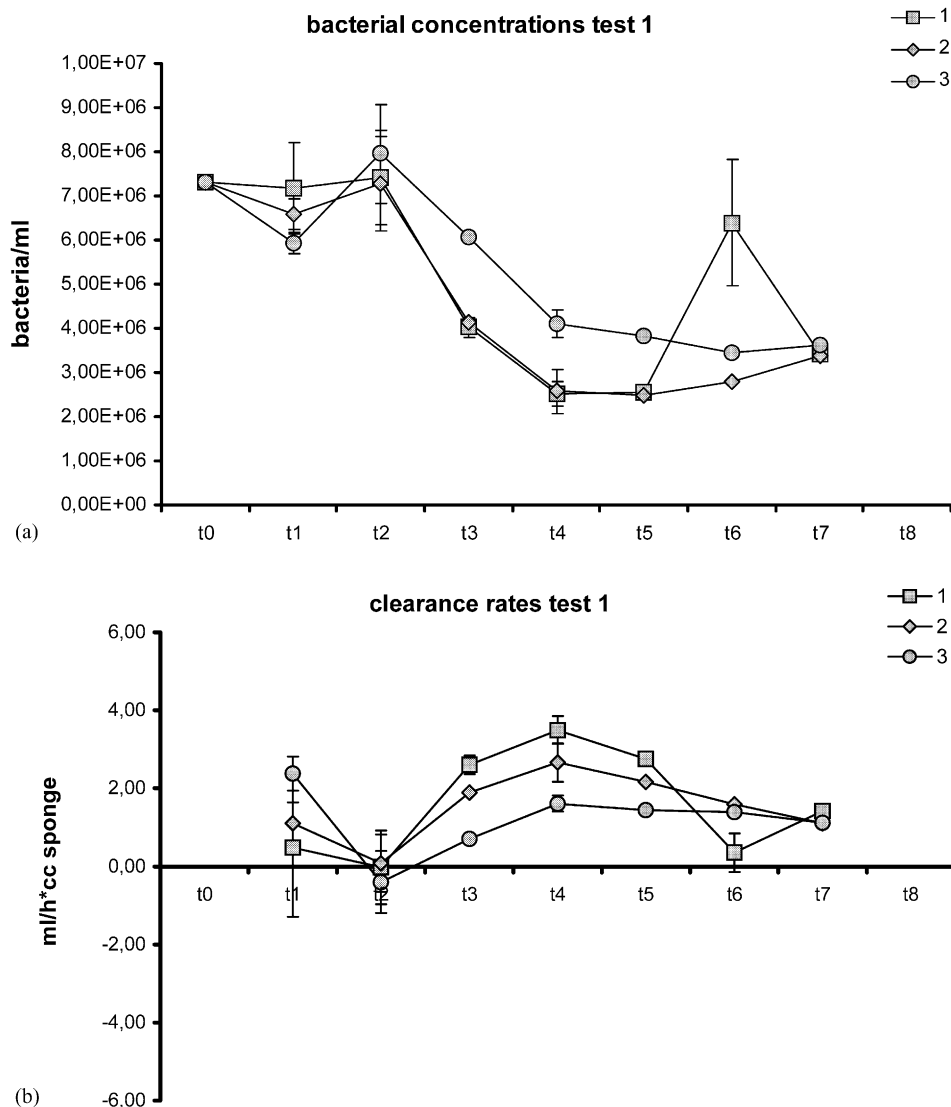 bacterial concentrations test 1
1
2
3
bacteria/ml
1,00E+07
9,00E+06
8,00E+06
7,00E+06
6,00E+06
5,00E+06
4,00E+06
3,00E+06
2,00E+06
1,00E+06
0,00E+00
t0 t1 t2 t3 t4 t5 t6 t7 t8
(a)
clearance rates test 1
1
2
3
ml/h*cc sponge
6,00
4,00
2,00
0,00
t0 t1 t2 t3 t4 t5 t6 t7 t8
-2,00
-4,00
-6,00
(b)